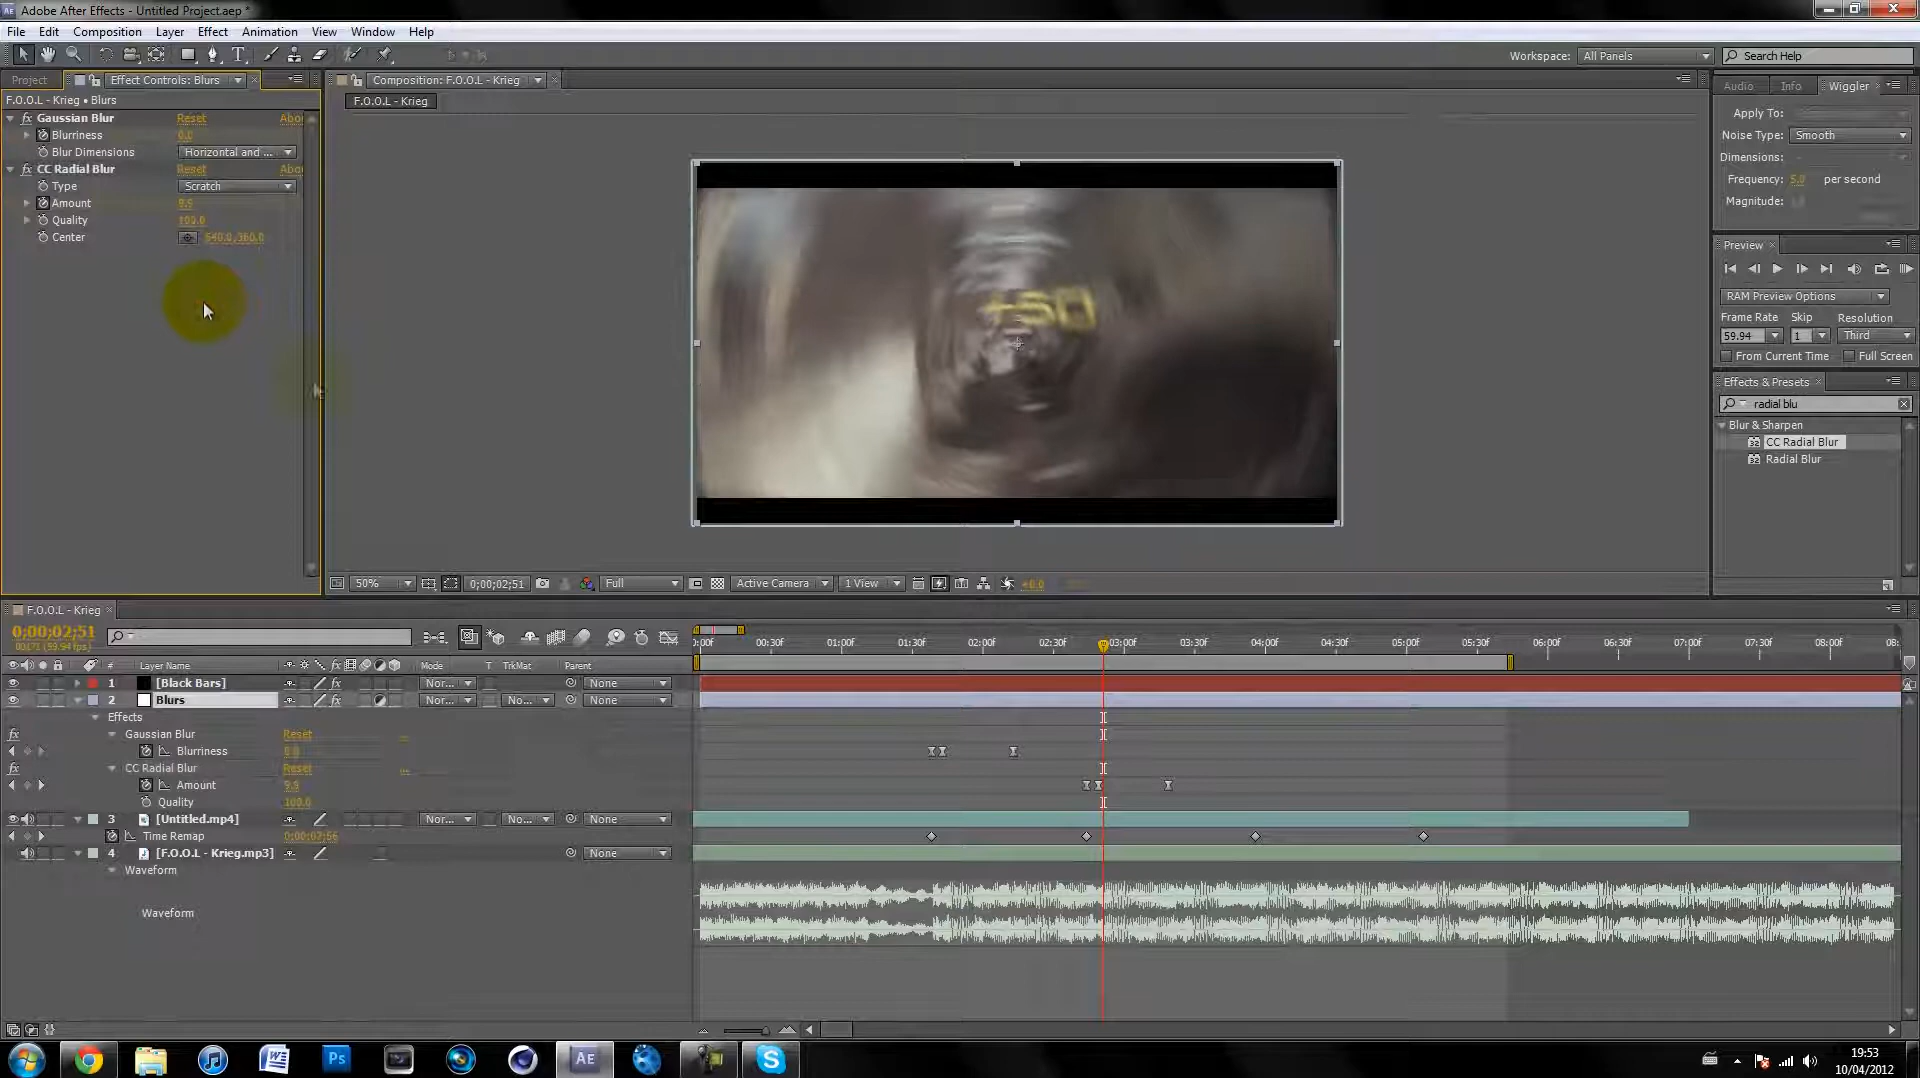 Adobe After Effects - Untitled Project.aep *
File Edit Composition Layer Effect Animation View Window Help
Workspace: All Panels Search Help
Project Effect Controls: Blurs Composition: F.O.O.L - Krieg Audio Info Wiggler
F.O.O.L - Krieg • Blurs F.O.O.L - Krieg
Gaussian Blur Reset Abou
Blurriness 0.0
Blur Dimensions Horizontal and ...
CC Radial Blur Reset Abou
Type Scratch
Amount 9.9
Quality 100.0
Center 640.0,360.0
+50
Apply To:
Noise Type: Smooth
Dimensions:
Frequency: 5.0 per second
Magnitude:
Preview
RAM Preview Options
Frame Rate Skip Resolution
59.94 1 Third
From Current Time Full Screen
Effects & Presets
radial blu
Blur & Sharpen
CC Radial Blur
Radial Blur
50% 0;00;02;51 Full Active Camera 1 View +0.0
F.O.O.L - Krieg
0;00;02;51
00171 (59.94 fps)
0:00f 00:30f 01:00f 01:30f 02:00f 02:30f 03:00f 03:30f 04:00f 04:30f 05:00f 05:30f 06:00f 06:30f 07:00f 07:30f 08:00f 08:
# Layer Name Mode T TrkMat Parent
1 [Black Bars] Nor... None
2 Blurs Nor... No... None
Effects
Gaussian Blur Reset
Blurriness 0.0
CC Radial Blur Reset
Amount 9.9
Quality 100.0
3 [Untitled.mp4] Nor... No... None
Time Remap 0;00;07;56
4 [F.O.O.L - Krieg.mp3] None
Waveform
Waveform
19:53
10/04/2012